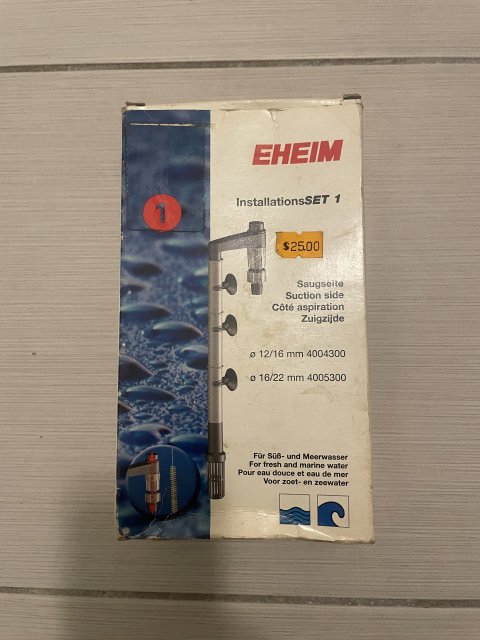 EHEIM
InstallationsSET 1
1
$25.00
Saugseite
Suction side
Côté aspiration
Zuigzijde
ø 12/16 mm 4004300
ø 16/22 mm 4005300
Für Süß- und Meerwasser
For fresh and marine water
Pour eau douce et eau de mer
Voor zoet- en zeewater